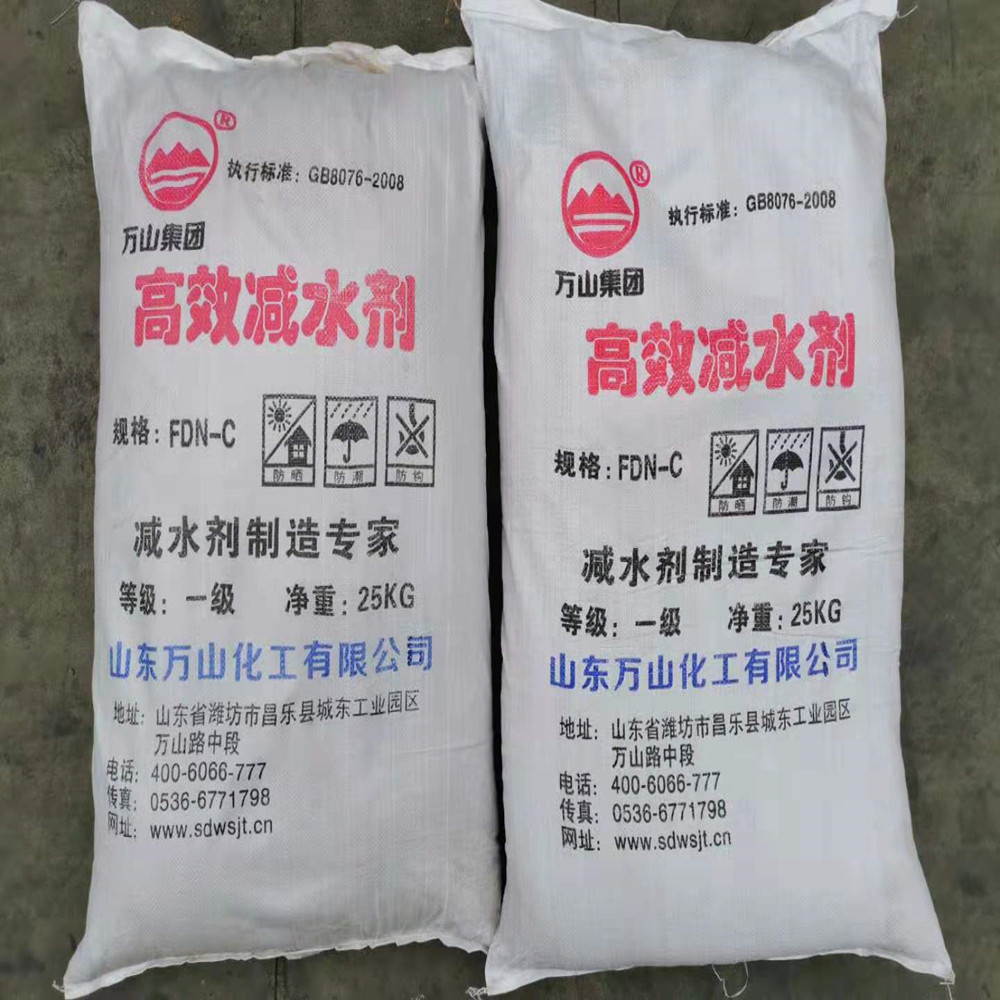 ®
执行标准：GB8076-2008
万山集团
高效减水剂
规格：FDN-C
防晒 防潮 防钩
减水剂制造专家
等级：一级 净重：25KG
山东万山化工有限公司
地址：山东省潍坊市昌乐县城东工业园区
万山路中段
电话：400-6066-777
传真：0536-6771798
网址：www.sdwsjt.cn
®
执行标准：GB8076-2008
万山集团
高效减水剂
规格：FDN-C
防晒 防潮 防钩
减水剂制造专家
等级：一级 净重：25KG
山东万山化工有限公司
地址：山东省潍坊市昌乐县城东工业园区
万山路中段
电话：400-6066-777
传真：0536-6771798
网址：www.sdwsjt.cn